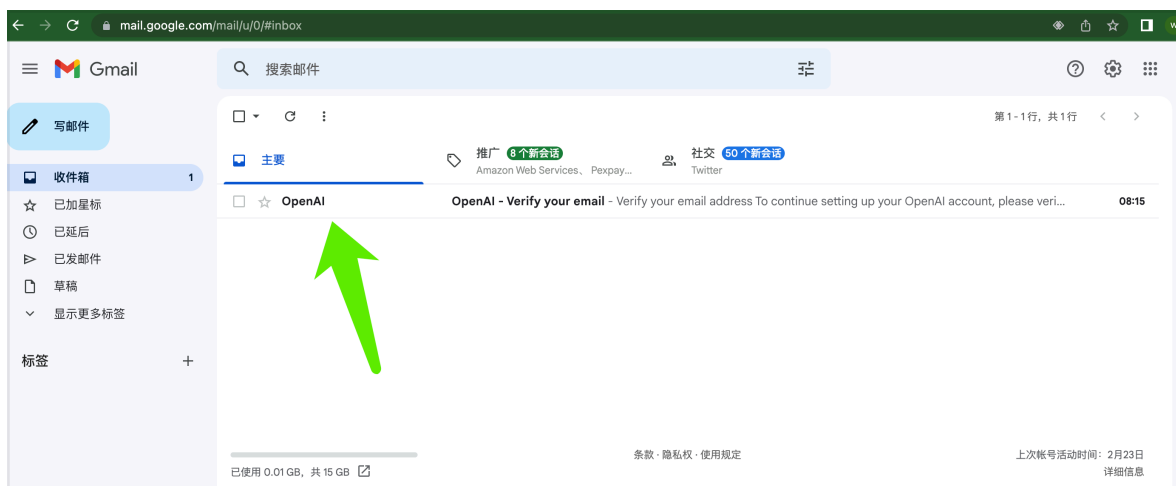 mail.google.com/mail/u/0/#inbox
Gmail
搜索邮件
写邮件
第 1 - 1 行，共 1 行
主要
推广 8 个新会话
Amazon Web Services、 Pexpay...
社交 50 个新会话
Twitter
收件箱 1
OpenAI OpenAI - Verify your email - Verify your email address To continue setting up your OpenAI account, please veri... 08:15
已加星标
已延后
已发邮件
草稿
显示更多标签
标签
已使用 0.01 GB，共 15 GB
条款 · 隐私权 · 使用规定
上次帐号活动时间：2月23日
详细信息